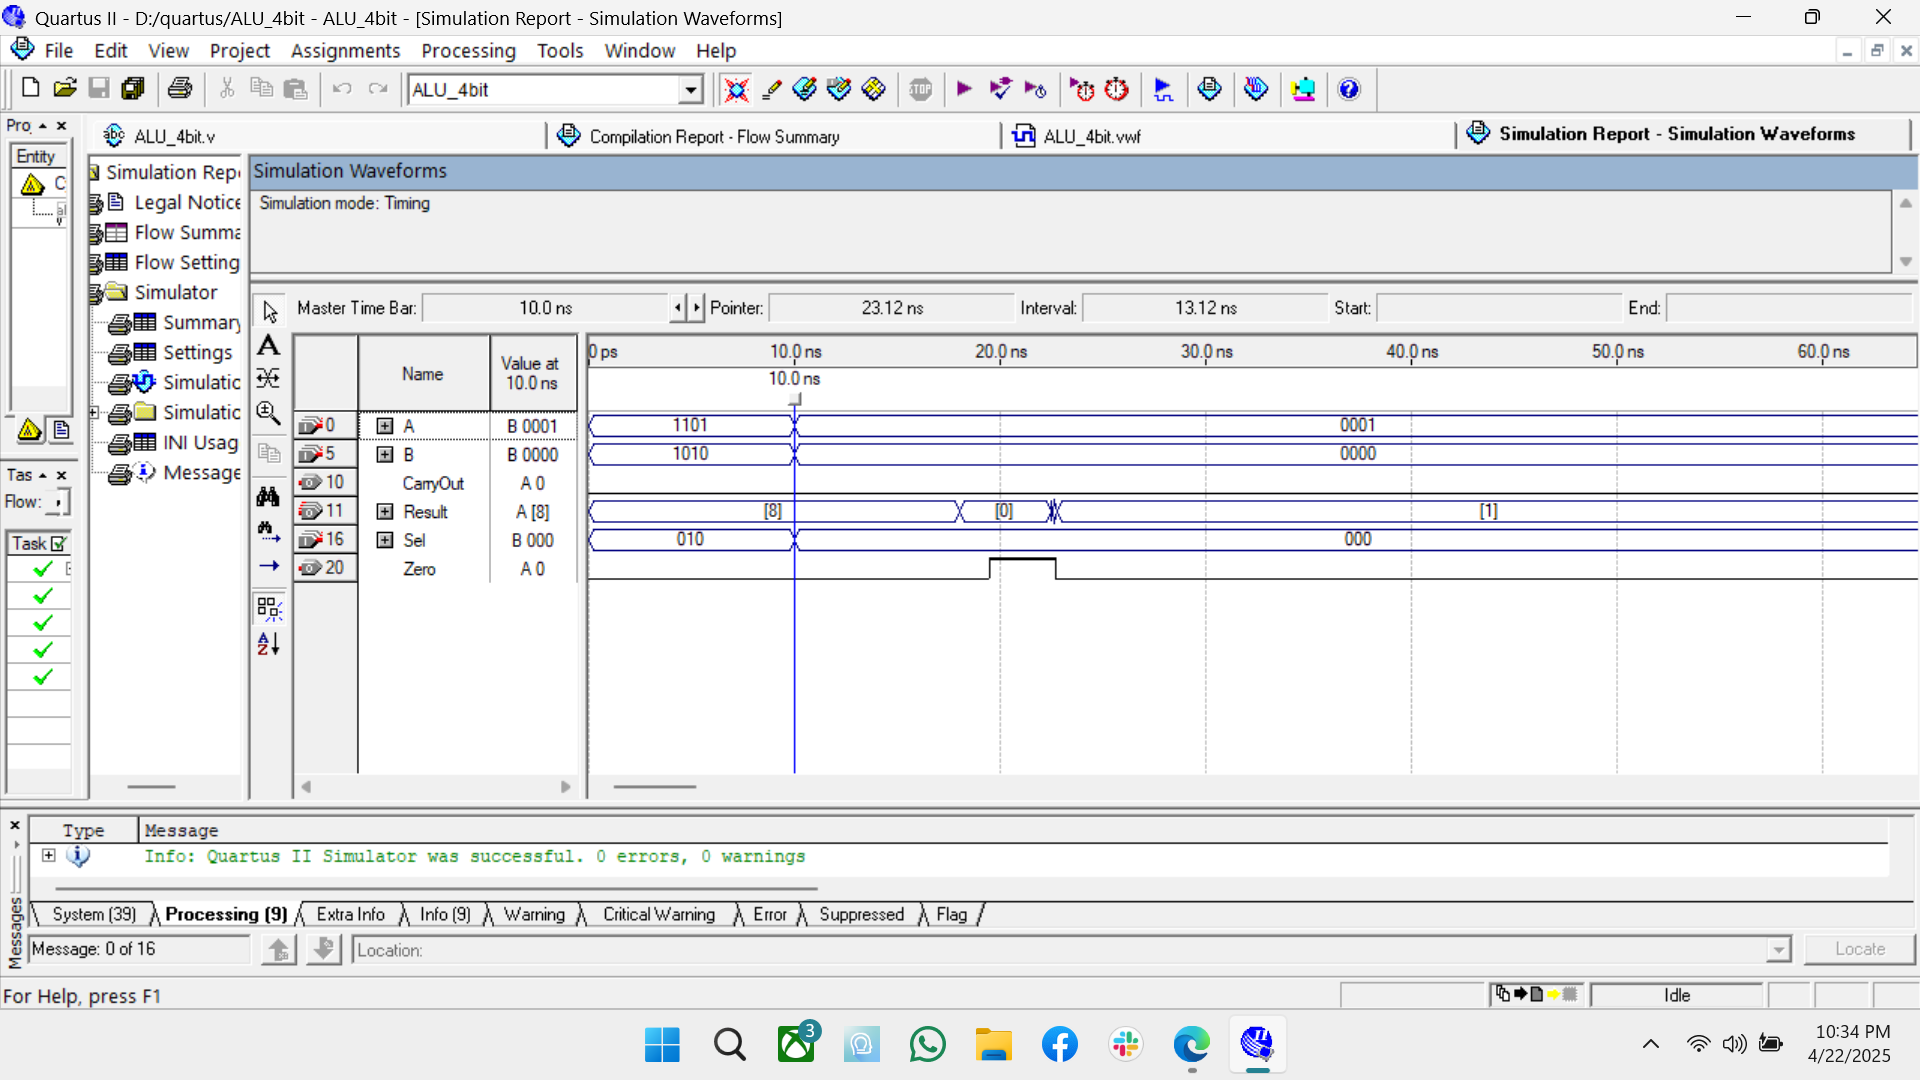 Quartus II - D:/quartus/ALU_4bit - ALU_4bit - [Simulation Report - Simulation Waveforms]
File Edit View Project Assignments Processing Tools Window Help
ALU_4bit
STOP
Pro
abc ALU_4bit.v
Compilation Report - Flow Summary
ALU_4bit.vwf
Simulation Report - Simulation Waveforms
Entity
Simulation Rep
Legal Notice
Flow Summa
Flow Setting
Simulator
Summary
Settings
Simulatio
Simulatio
INI Usag
Message
Simulation Waveforms
Simulation mode: Timing
Master Time Bar: 10.0 ns Pointer: 23.12 ns Interval: 13.12 ns Start: End:
Name Value at 10.0 ns
0 ps 10.0 ns 20.0 ns 30.0 ns 40.0 ns 50.0 ns 60.0 ns
10.0 ns
0 A B 0001 1101 0001
5 B B 0000 1010 0000
10 CarryOut A 0
11 Result A [8] [8] [0] [1]
16 Sel B 000 010 000
20 Zero A 0
Tas
Flow:
Task
Type Message
Info: Quartus II Simulator was successful. 0 errors, 0 warnings
System (39) Processing (9) Extra Info Info (9) Warning Critical Warning Error Suppressed Flag
Messages
Message: 0 of 16 Location: Locate
For Help, press F1 Idle
3
10:34 PM
4/22/2025